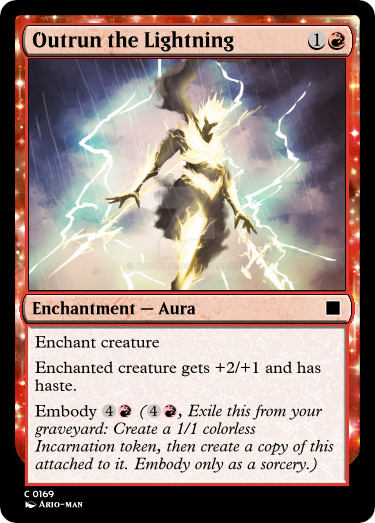 Outrun the Lightning 1
Enchantment — Aura
Enchant creature
Enchanted creature gets +2/+1 and has
haste.
Embody 4 (4, Exile this from your
graveyard: Create a 1/1 colorless
Incarnation token, then create a copy of this
attached to it. Embody only as a sorcery.)
C 0169
Ario-Man